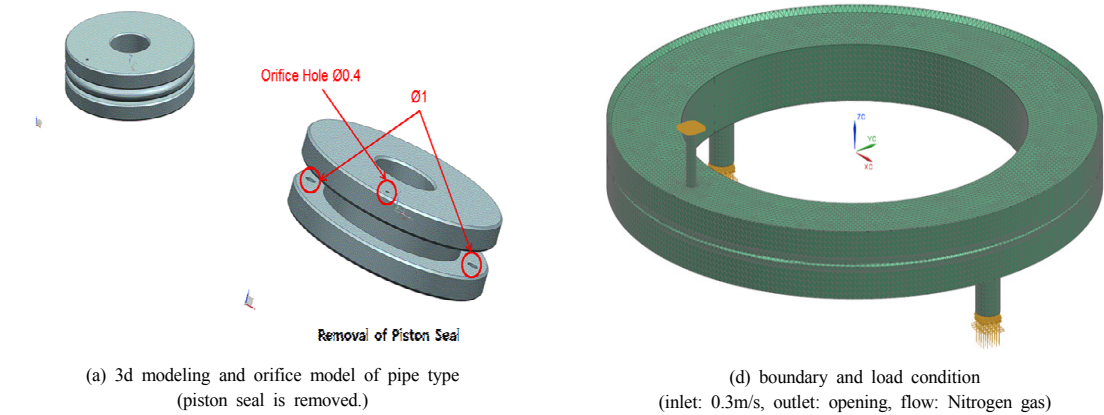 Orifice Hole Ø0.4
Ø1
Removal of Piston Seal
(a) 3d modeling and orifice model of pipe type
(piston seal is removed.)
ZC
YC
XC
(d) boundary and load condition
(inlet: 0.3m/s, outlet: opening, flow: Nitrogen gas)